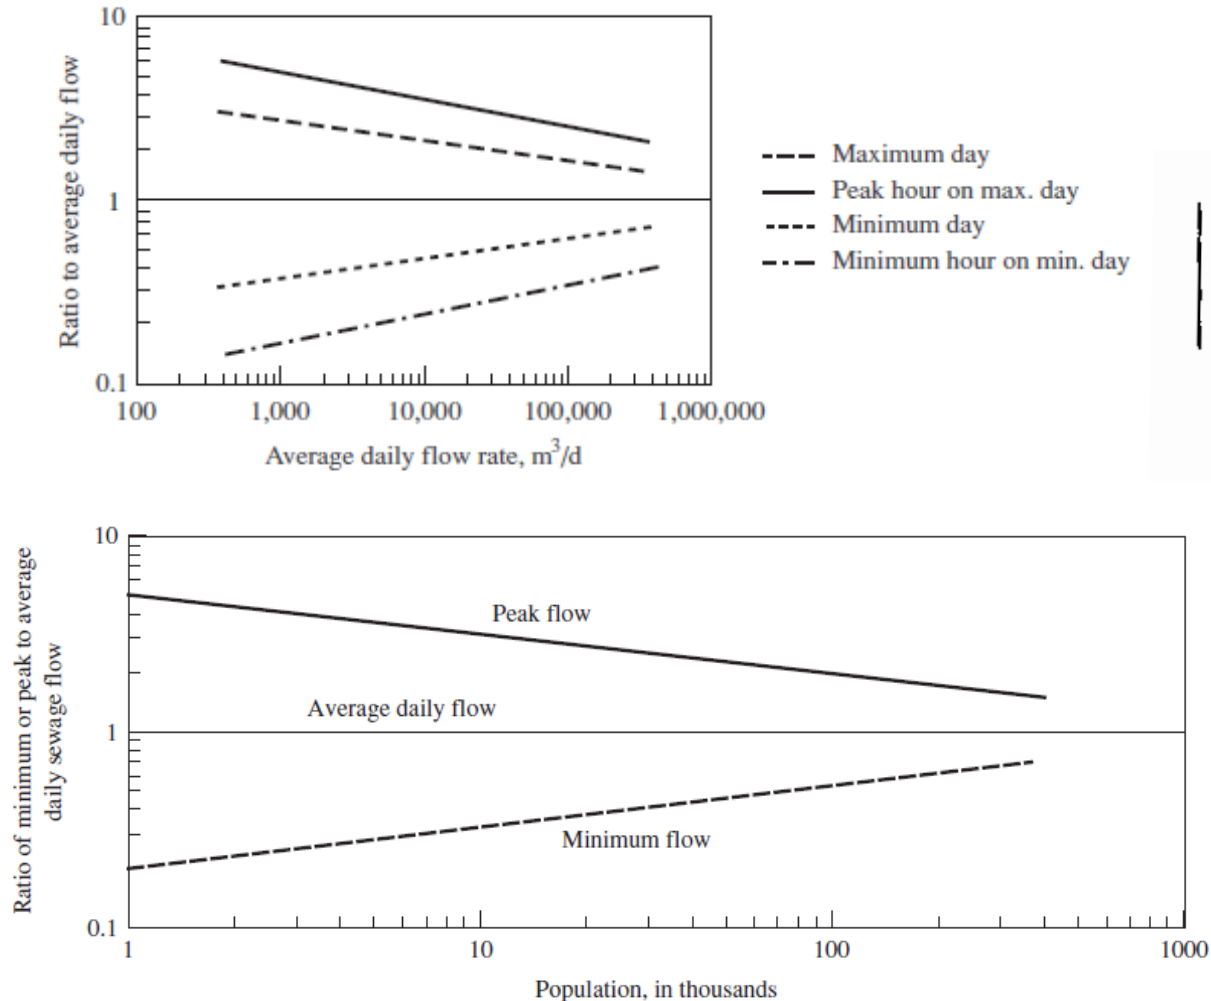 10
1
0.1
Ratio to average daily flow
100
1,000
10,000
100,000
1,000,000
Average daily flow rate, m³/d
Maximum day
Peak hour on max. day
Minimum day
Minimum hour on min. day
10
1
0.1
Ratio of minimum or peak to average
daily sewage flow
Peak flow
Average daily flow
Minimum flow
1
10
100
1000
Population, in thousands